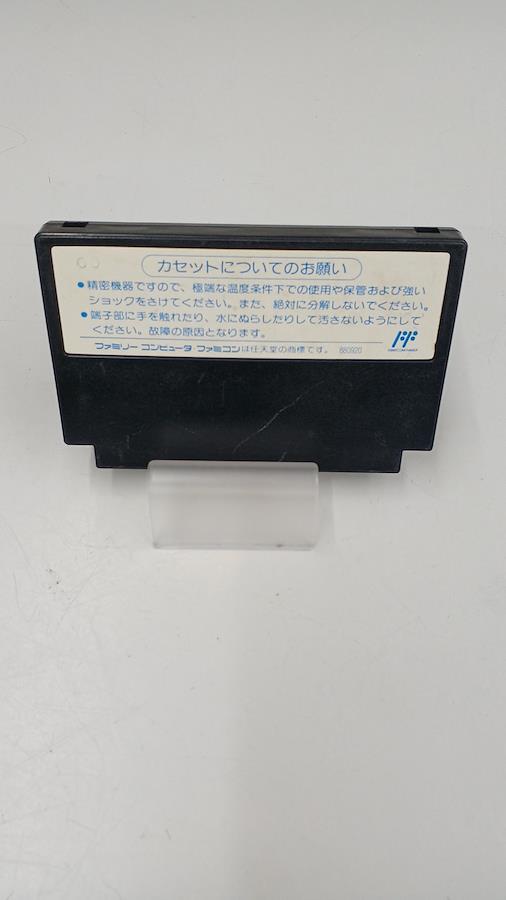 カセットについてのお願い
●精密機器ですので、極端な温度条件下での使用や保管および強い
ショックをさけてください。また、絶対に分解しないでください。
●端子部に手を触れたり、水にぬらしたりして汚さないようにして
ください。故障の原因となります。
ファミリー コンピュータ・ファミコンは任天堂の商標です。 880920